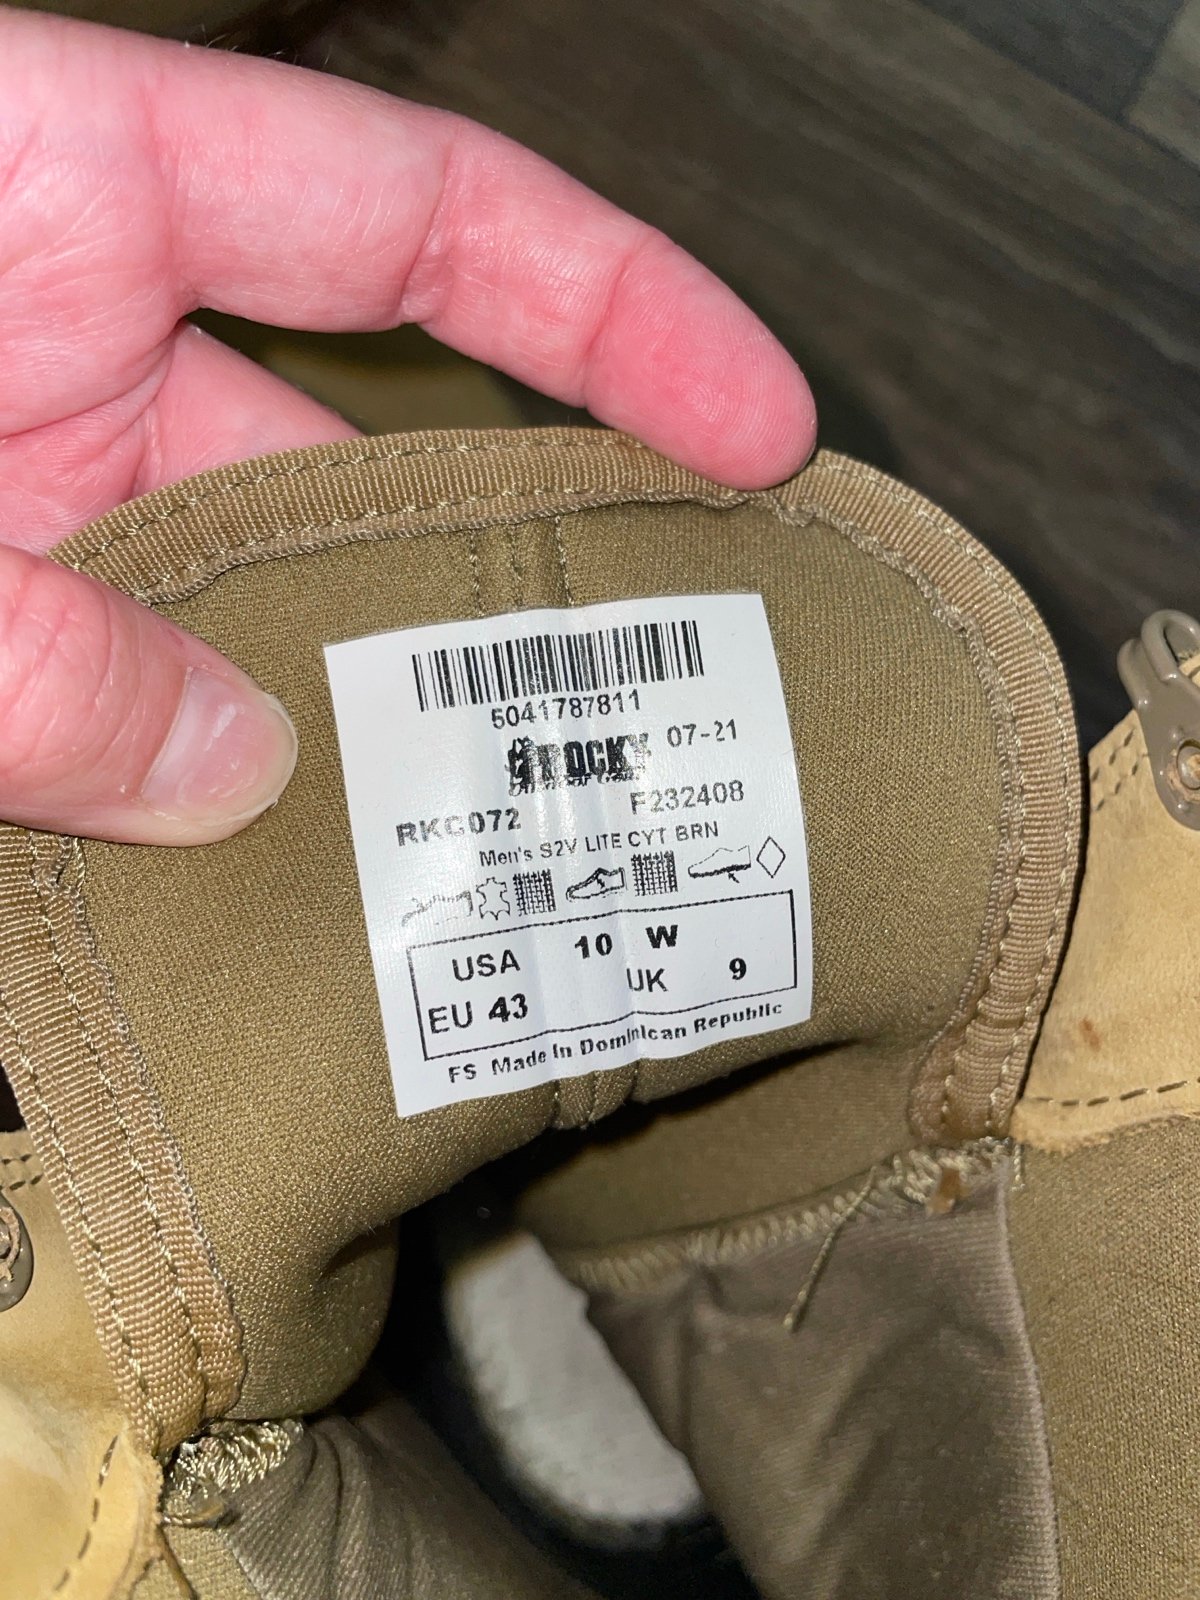 5041787811
ROCKY 07-21
RKC072 F232408
Men's S2V LITE CYT BRN
USA 10 W
EU 43 UK 9
FS Made In Dominican Republic